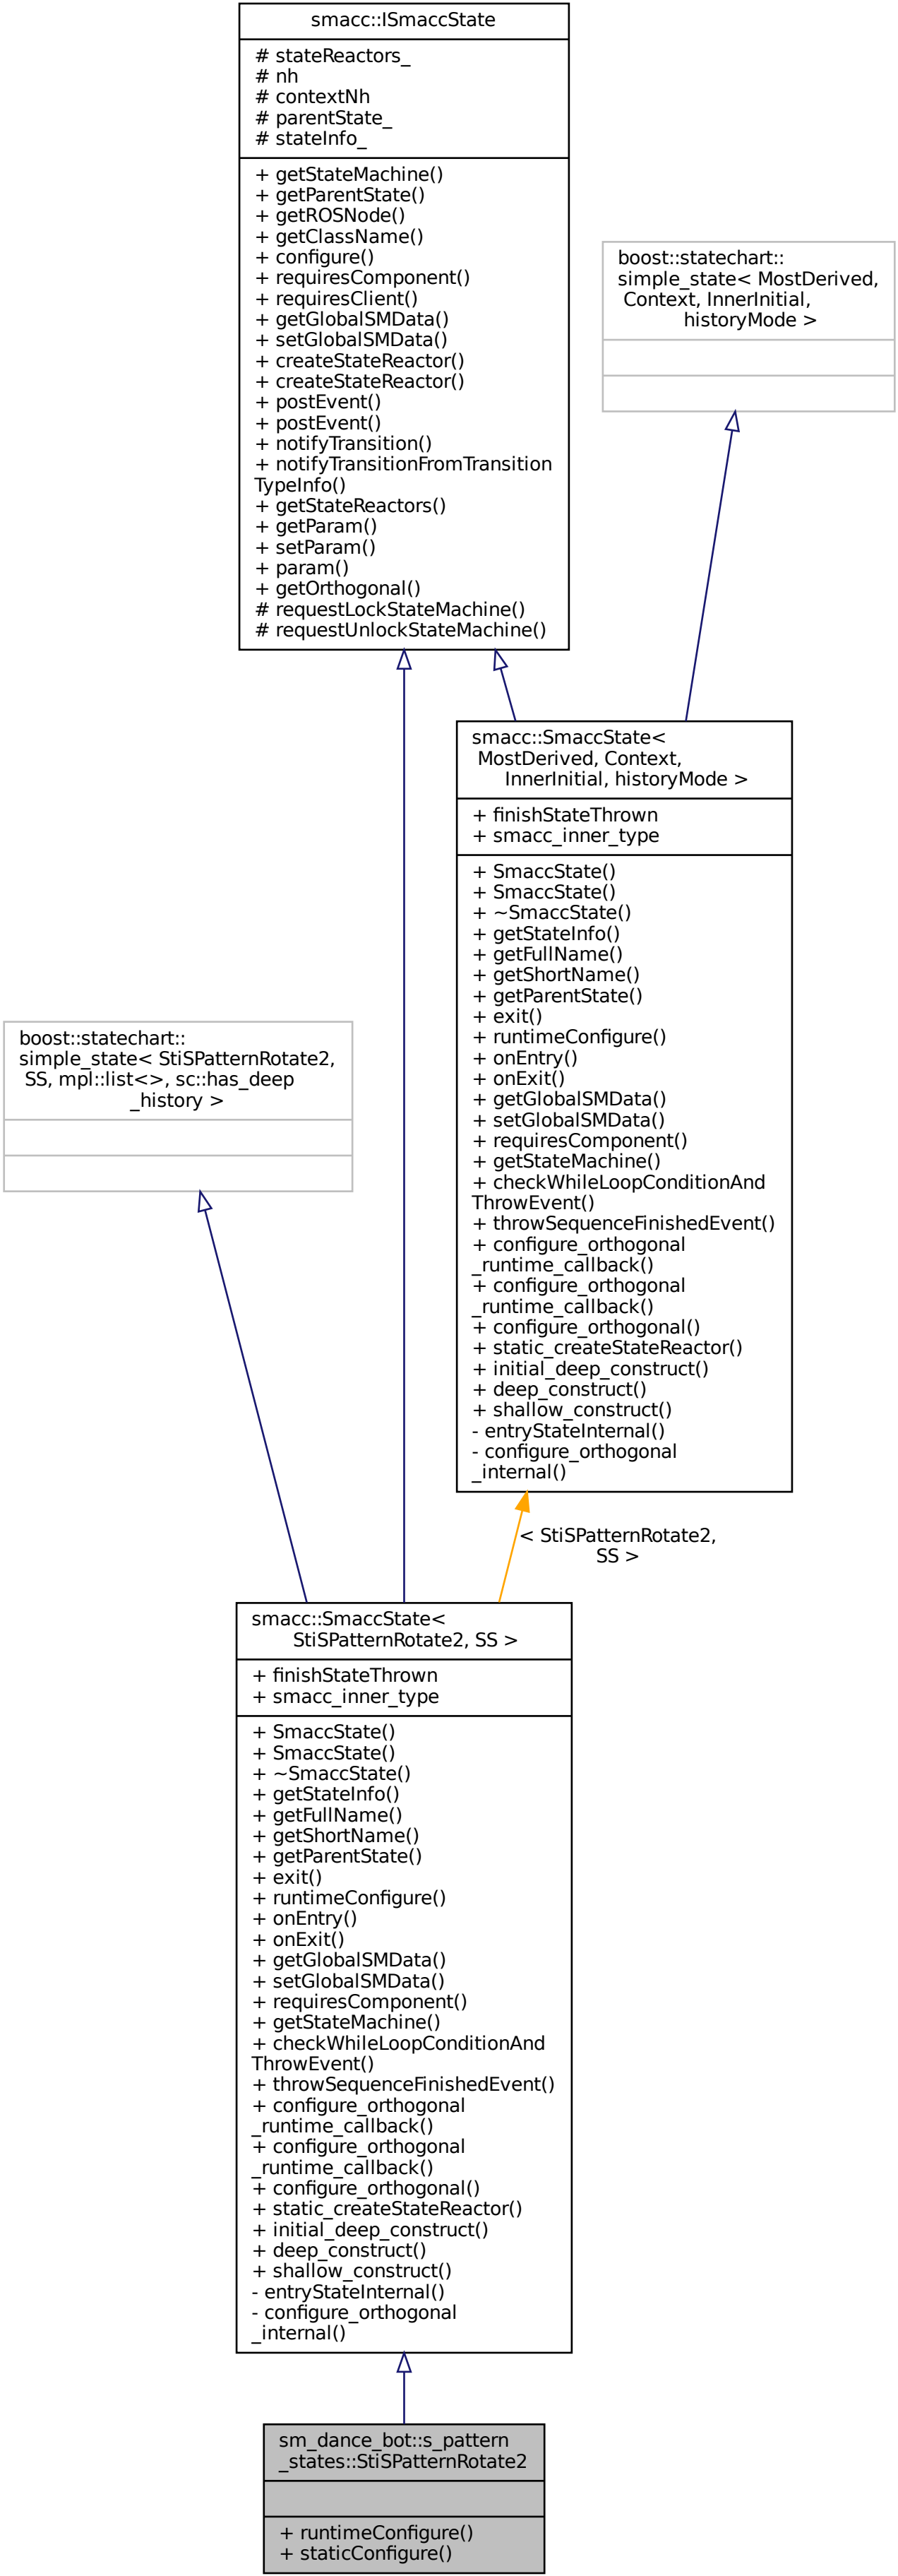 smacc::ISmaccState
# stateReactors_
# nh
# contextNh
# parentState_
# stateInfo_
+ getStateMachine()
+ getParentState()
+ getROSNode()
+ getClassName()
+ configure()
+ requiresComponent()
+ requiresClient()
+ getGlobalSMData()
+ setGlobalSMData()
+ createStateReactor()
+ createStateReactor()
+ postEvent()
+ postEvent()
+ notifyTransition()
+ notifyTransitionFromTransition
TypeInfo()
+ getStateReactors()
+ getParam()
+ setParam()
+ param()
+ getOrthogonal()
# requestLockStateMachine()
# requestUnlockStateMachine()
boost::statechart::
simple_state< MostDerived,
Context, InnerInitial,
historyMode >
smacc::SmaccState<
MostDerived, Context,
InnerInitial, historyMode >
+ finishStateThrown
+ smacc_inner_type
+ SmaccState()
+ SmaccState()
+ ~SmaccState()
+ getStateInfo()
+ getFullName()
+ getShortName()
+ getParentState()
+ exit()
+ runtimeConfigure()
+ onEntry()
+ onExit()
+ getGlobalSMData()
+ setGlobalSMData()
+ requiresComponent()
+ getStateMachine()
+ checkWhileLoopConditionAnd
ThrowEvent()
+ throwSequenceFinishedEvent()
+ configure_orthogonal
_runtime_callback()
+ configure_orthogonal
_runtime_callback()
+ configure_orthogonal()
+ static_createStateReactor()
+ initial_deep_construct()
+ deep_construct()
+ shallow_construct()
- entryStateInternal()
- configure_orthogonal
_internal()
boost::statechart::
simple_state< StiSPatternRotate2,
SS, mpl::list<>, sc::has_deep
_history >
< StiSPatternRotate2,
SS >
smacc::SmaccState<
StiSPatternRotate2, SS >
+ finishStateThrown
+ smacc_inner_type
+ SmaccState()
+ SmaccState()
+ ~SmaccState()
+ getStateInfo()
+ getFullName()
+ getShortName()
+ getParentState()
+ exit()
+ runtimeConfigure()
+ onEntry()
+ onExit()
+ getGlobalSMData()
+ setGlobalSMData()
+ requiresComponent()
+ getStateMachine()
+ checkWhileLoopConditionAnd
ThrowEvent()
+ throwSequenceFinishedEvent()
+ configure_orthogonal
_runtime_callback()
+ configure_orthogonal
_runtime_callback()
+ configure_orthogonal()
+ static_createStateReactor()
+ initial_deep_construct()
+ deep_construct()
+ shallow_construct()
- entryStateInternal()
- configure_orthogonal
_internal()
sm_dance_bot::s_pattern
_states::StiSPatternRotate2
+ runtimeConfigure()
+ staticConfigure()